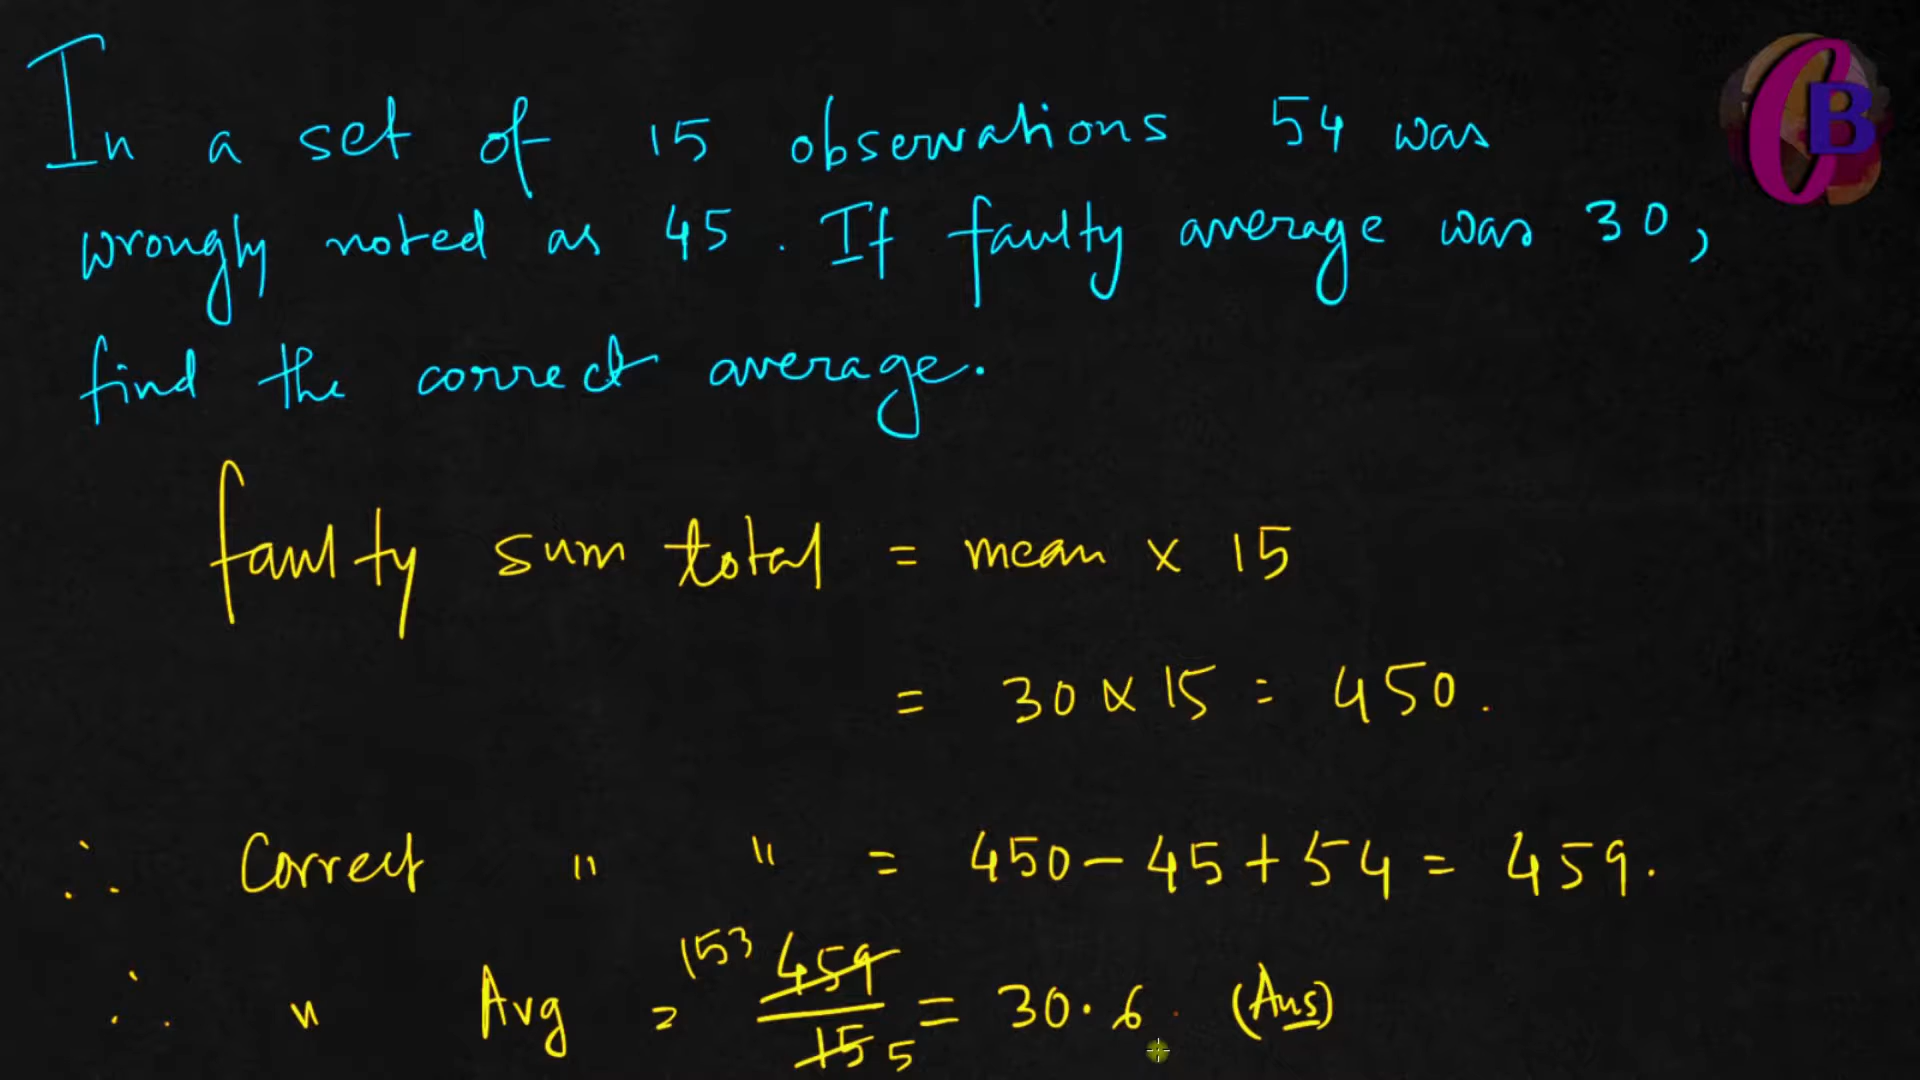 In a set of 15 observations 54 was
wrongly noted as 45. If faulty average was 30,
find the correct average.
faulty sum total = mean × 15
= 30 × 15 = 450.
∴ Correct " " = 450 - 45 + 54 = 459.
∴ " Avg = 153 459/15 5 = 30.6 (Ans)
CB